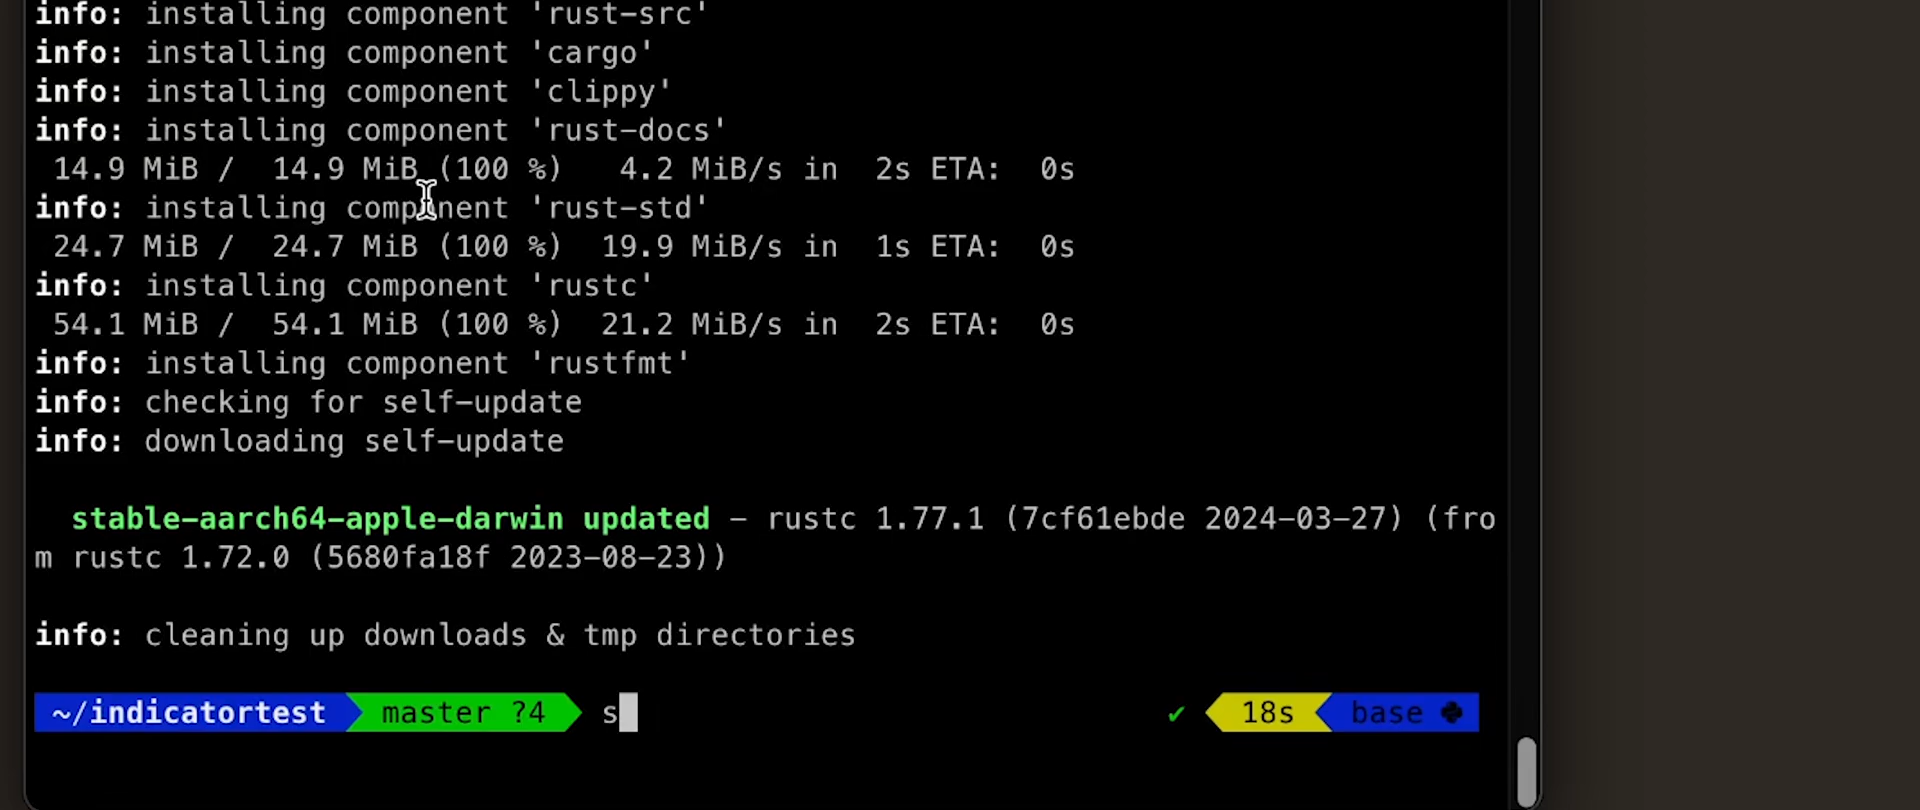 info: installing component 'rust-src'
info: installing component 'cargo'
info: installing component 'clippy'
info: installing component 'rust-docs'
14.9 MiB / 14.9 MiB (100 %) 4.2 MiB/s in 2s ETA: 0s
info: installing component 'rust-std'
24.7 MiB / 24.7 MiB (100 %) 19.9 MiB/s in 1s ETA: 0s
info: installing component 'rustc'
54.1 MiB / 54.1 MiB (100 %) 21.2 MiB/s in 2s ETA: 0s
info: installing component 'rustfmt'
info: checking for self-update
info: downloading self-update
stable-aarch64-apple-darwin updated - rustc 1.77.1 (7cf61ebde 2024-03-27) (fro
m rustc 1.72.0 (5680fa18f 2023-08-23))
info: cleaning up downloads & tmp directories
~/indicatortest master ?4 s ✔ 18s base